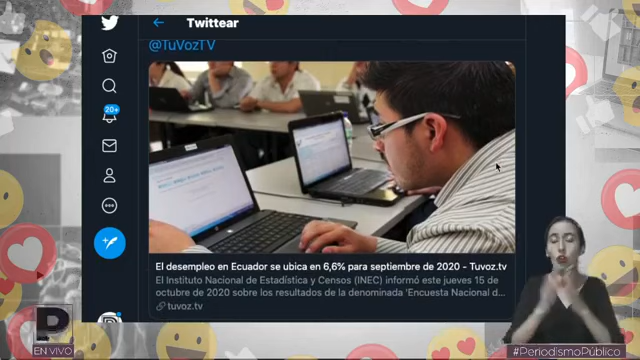 Twittear
@TuVozTV
20+
El desempleo en Ecuador se ubica en 6,6% para septiembre de 2020 - Tuvoz.tv
El Instituto Nacional de Estadística y Censos (INEC) informó este jueves 15 de
octubre de 2020 sobre los resultados de la denominada 'Encuesta Nacional d...
tuvoz.tv
P
EN VIVO
#PeriodismoPúblico